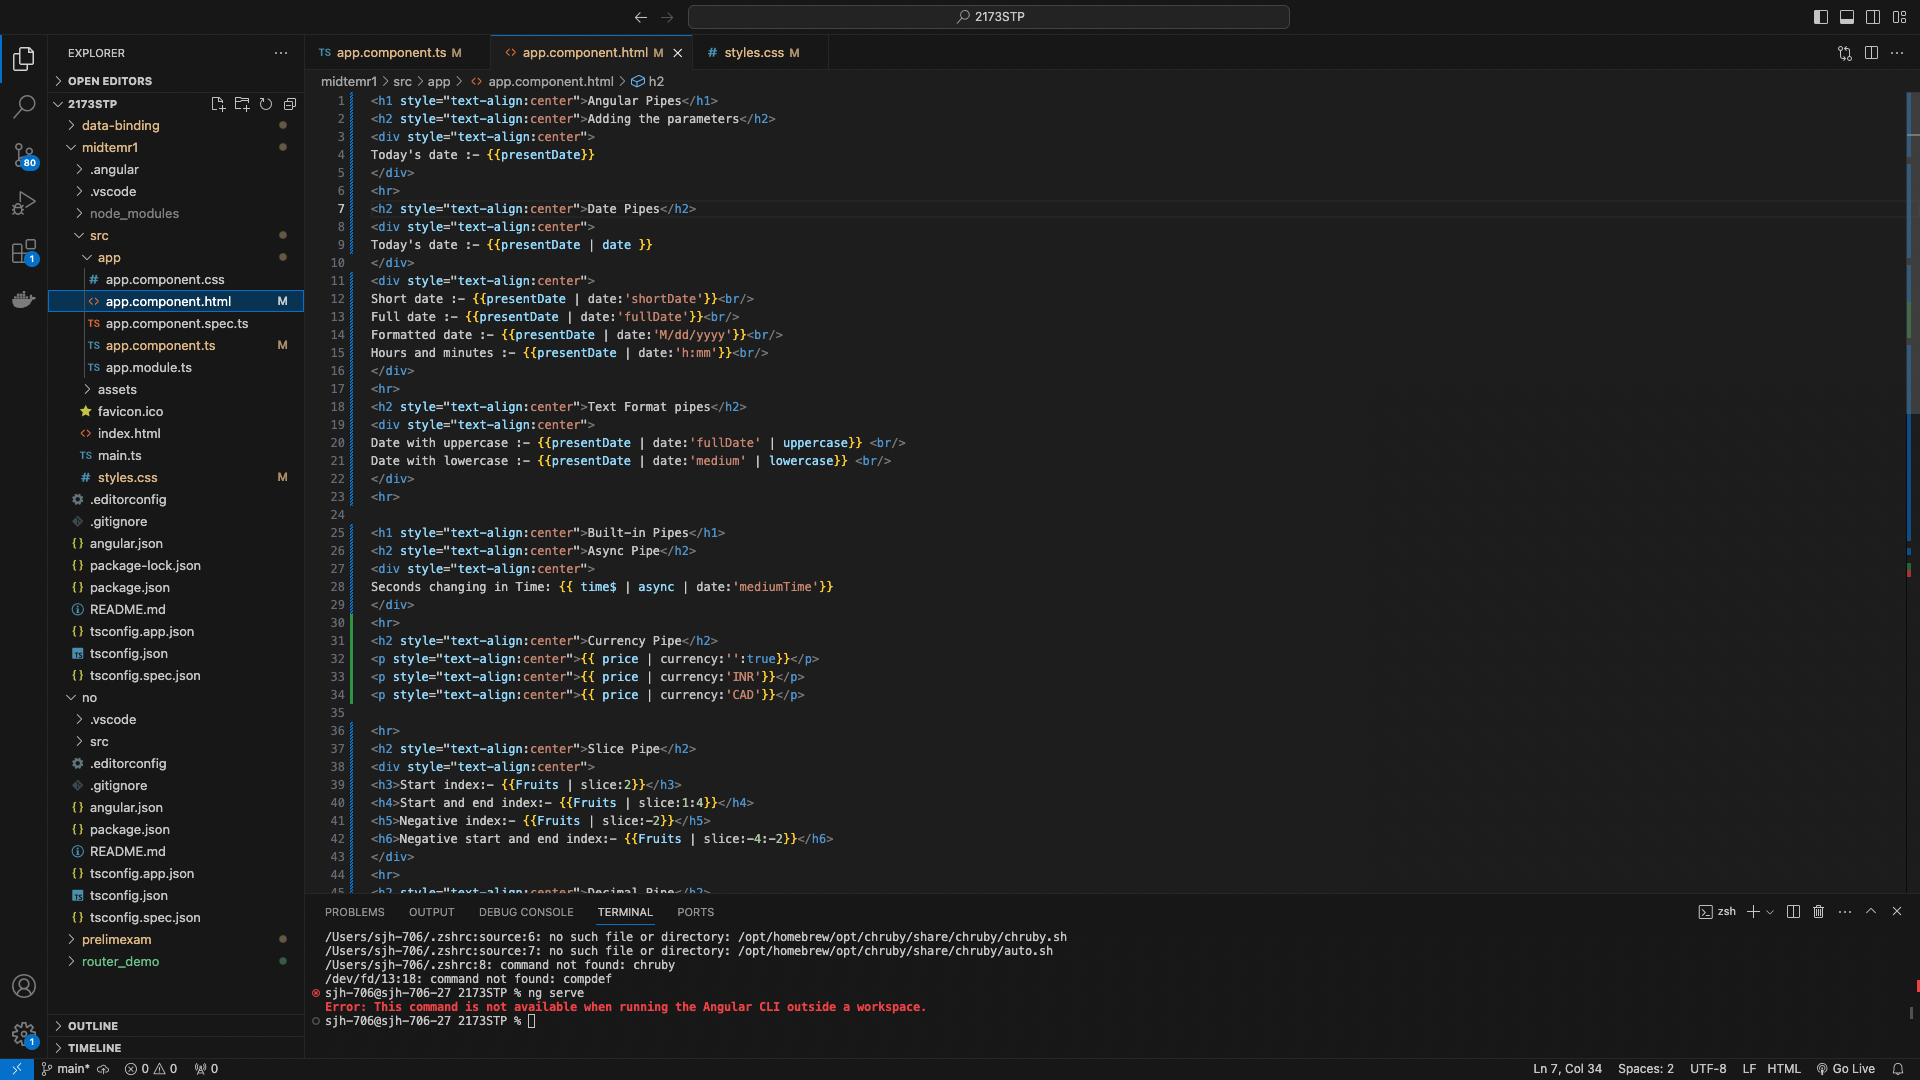 2173STP
EXPLORER
OPEN EDITORS
2173STP
data-binding
midtemr1
.angular
.vscode
node_modules
src
app
# app.component.css
<> app.component.html M
TS app.component.spec.ts
TS app.component.ts M
TS app.module.ts
assets
favicon.ico
<> index.html
TS main.ts
# styles.css M
.editorconfig
.gitignore
{} angular.json
{} package-lock.json
{} package.json
README.md
{} tsconfig.app.json
TS tsconfig.json
{} tsconfig.spec.json
no
.vscode
src
.editorconfig
.gitignore
{} angular.json
{} package.json
README.md
{} tsconfig.app.json
TS tsconfig.json
{} tsconfig.spec.json
prelimexam
router_demo
OUTLINE
TIMELINE
80
1
1
TS app.component.ts M
<> app.component.html M
# styles.css M
midtemr1 > src > app > <> app.component.html > h2
1 <h1 style="text-align:center">Angular Pipes</h1>
2 <h2 style="text-align:center">Adding the parameters</h2>
3 <div style="text-align:center">
4 Today's date :- {{presentDate}}
5 </div>
6 <hr>
7 <h2 style="text-align:center">Date Pipes</h2>
8 <div style="text-align:center">
9 Today's date :- {{presentDate | date }}
10 </div>
11 <div style="text-align:center">
12 Short date :- {{presentDate | date:'shortDate'}}<br/>
13 Full date :- {{presentDate | date:'fullDate'}}<br/>
14 Formatted date :- {{presentDate | date:'M/dd/yyyy'}}<br/>
15 Hours and minutes :- {{presentDate | date:'h:mm'}}<br/>
16 </div>
17 <hr>
18 <h2 style="text-align:center">Text Format pipes</h2>
19 <div style="text-align:center">
20 Date with uppercase :- {{presentDate | date:'fullDate' | uppercase}} <br/>
21 Date with lowercase :- {{presentDate | date:'medium' | lowercase}} <br/>
22 </div>
23 <hr>
24
25 <h1 style="text-align:center">Built-in Pipes</h1>
26 <h2 style="text-align:center">Async Pipe</h2>
27 <div style="text-align:center">
28 Seconds changing in Time: {{ time$ | async | date:'mediumTime'}}
29 </div>
30 <hr>
31 <h2 style="text-align:center">Currency Pipe</h2>
32 <p style="text-align:center">{{ price | currency:'':true}}</p>
33 <p style="text-align:center">{{ price | currency:'INR'}}</p>
34 <p style="text-align:center">{{ price | currency:'CAD'}}</p>
35
36 <hr>
37 <h2 style="text-align:center">Slice Pipe</h2>
38 <div style="text-align:center">
39 <h3>Start index:- {{Fruits | slice:2}}</h3>
40 <h4>Start and end index:- {{Fruits | slice:1:4}}</h4>
41 <h5>Negative index:- {{Fruits | slice:-2}}</h5>
42 <h6>Negative start and end index:- {{Fruits | slice:-4:-2}}</h6>
43 </div>
44 <hr>
45 <h2 style="text-align:center">Decimal Pipe</h2>
PROBLEMS OUTPUT DEBUG CONSOLE TERMINAL PORTS
zsh
/Users/sjh-706/.zshrc:source:6: no such file or directory: /opt/homebrew/opt/chruby/share/chruby/chruby.sh
/Users/sjh-706/.zshrc:source:7: no such file or directory: /opt/homebrew/opt/chruby/share/chruby/auto.sh
/Users/sjh-706/.zshrc:8: command not found: chruby
/dev/fd/13:18: command not found: compdef
sjh-706@sjh-706-27 2173STP % ng serve
Error: This command is not available when running the Angular CLI outside a workspace.
sjh-706@sjh-706-27 2173STP %
main* 0 0 0
Ln 7, Col 34 Spaces: 2 UTF-8 LF HTML Go Live